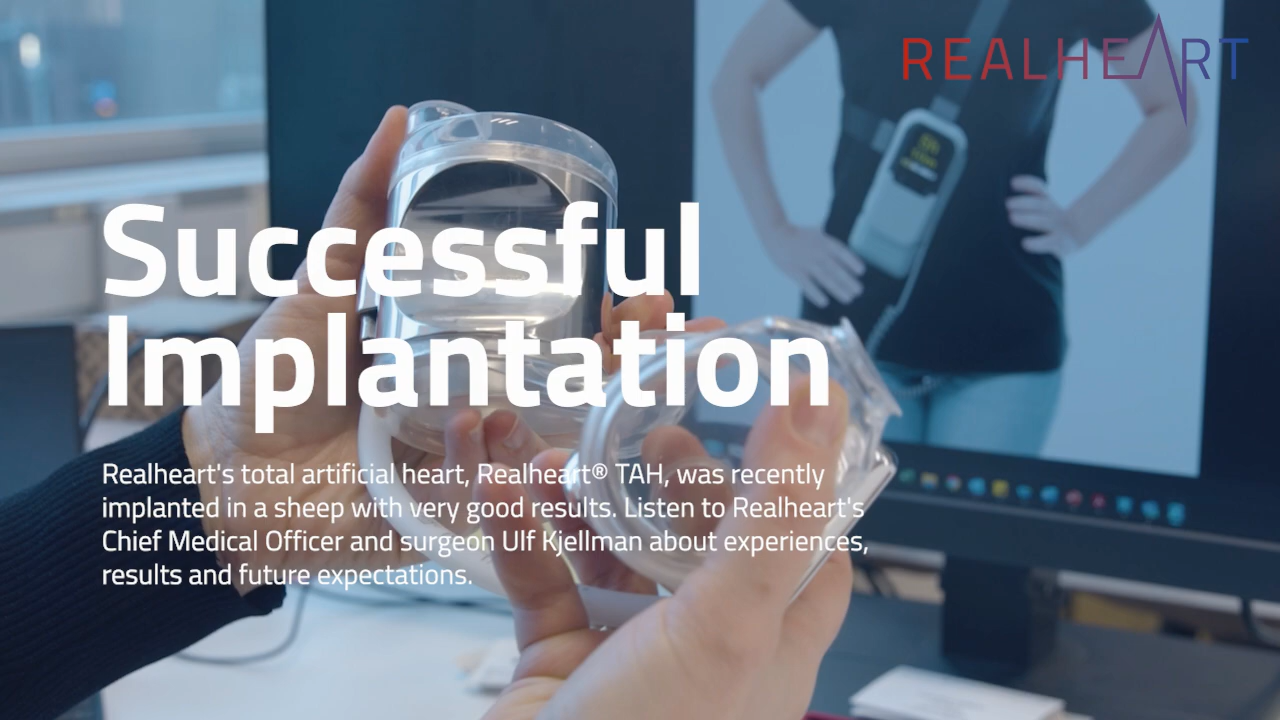 REALHEART
Successful
Implantation
Realheart's total artificial heart, Realheart® TAH, was recently
implanted in a sheep with very good results. Listen to Realheart's
Chief Medical Officer and surgeon Ulf Kjellman about experiences,
results and future expectations.